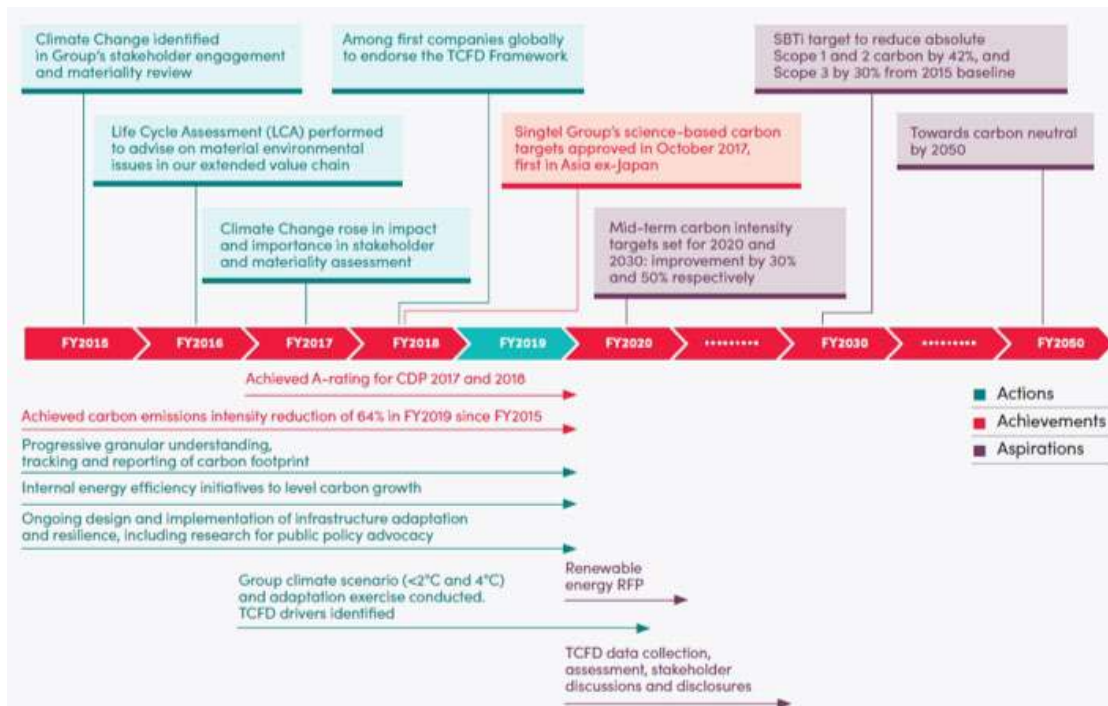 Climate Change identified
in Group's stakeholder engagement
and materiality review
Among first companies globally
to endorse the TCFD Framework
SBTi target to reduce absolute
Scope 1 and 2 carbon by 42%, and
Scope 3 by 30% from 2015 baseline
Life Cycle Assessment (LCA) performed
to advise on material environmental
issues in our extended value chain
Singtel Group's science-based carbon
targets approved in October 2017,
first in Asia ex-Japan
Towards carbon neutral
by 2050
Climate Change rose in impact
and importance in stakeholder
and materiality assessment
Mid-term carbon intensity
targets set for 2020 and
2030: improvement by 30%
and 50% respectively
FY2015 FY2016 FY2017 FY2018 FY2019 FY2020 ......... FY2030 ......... FY2050
Achieved A-rating for CDP 2017 and 2018
Achieved carbon emissions intensity reduction of 64% in FY2019 since FY2015
Progressive granular understanding,
tracking and reporting of carbon footprint
Internal energy efficiency initiatives to level carbon growth
Ongoing design and implementation of infrastructure adaptation
and resilience, including research for public policy advocacy
Group climate scenario (<2°C and 4°C)
and adaptation exercise conducted.
TCFD drivers identified
Renewable
energy RFP
TCFD data collection,
assessment, stakeholder
discussions and disclosures
Actions
Achievements
Aspirations